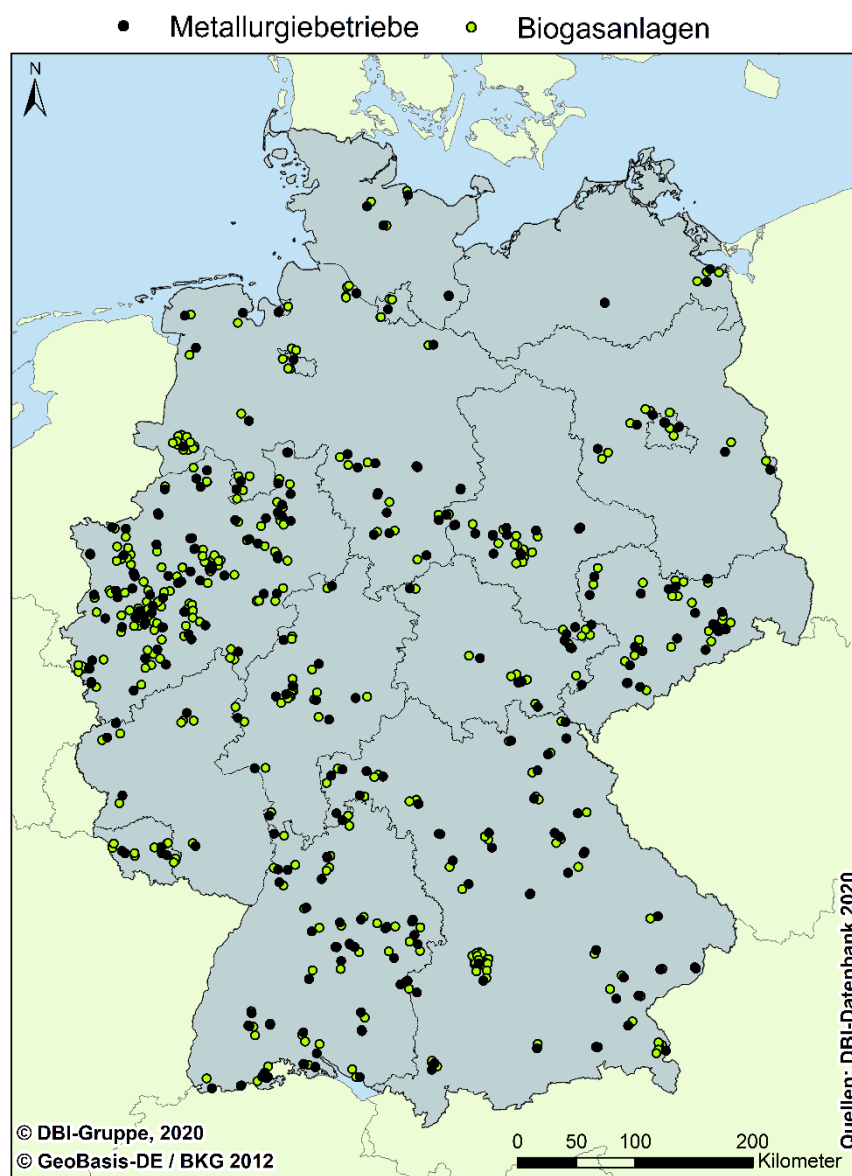 Metallurgiebetriebe Biogasanlagen
N
Quellen: DBI-Datenbank 2020
© DBI-Gruppe, 2020
© GeoBasis-DE / BKG 2012
0 50 100 200
Kilometer